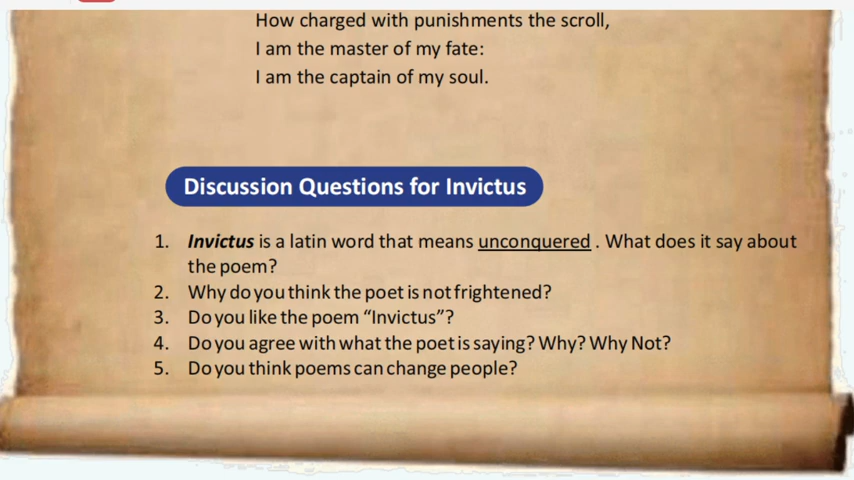 How charged with punishments the scroll,
I am the master of my fate:
I am the captain of my soul.
Discussion Questions for Invictus
1. Invictus is a latin word that means unconquered . What does it say about
the poem?
2. Why do you think the poet is not frightened?
3. Do you like the poem “Invictus”?
4. Do you agree with what the poet is saying? Why? Why Not?
5. Do you think poems can change people?